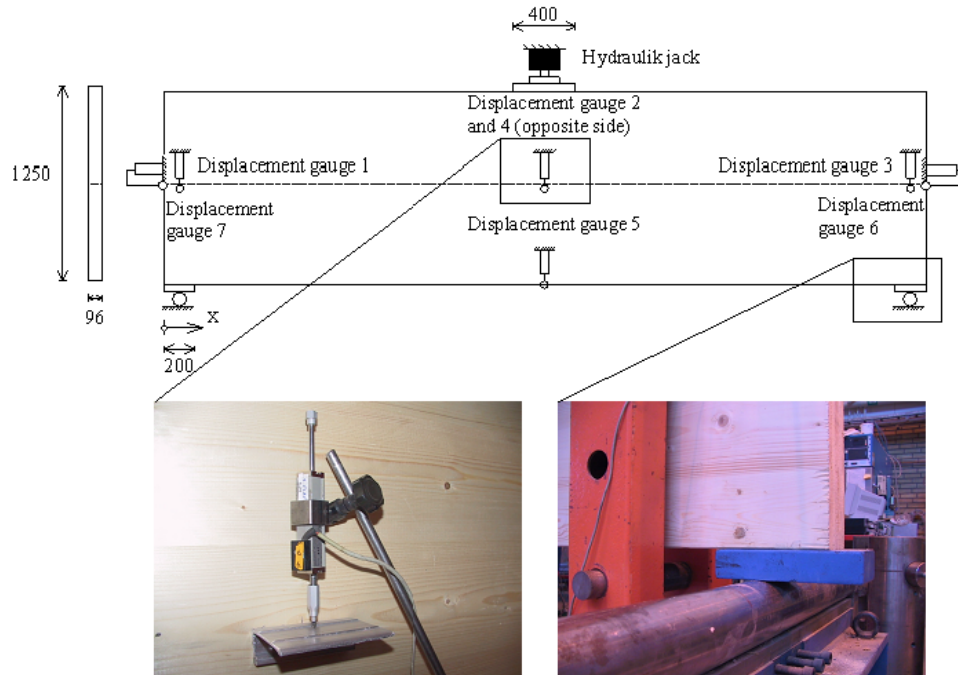 400
Hydraulik jack
Displacement gauge 2
and 4 (opposite side)
1250
Displacement gauge 1
Displacement gauge 3
Displacement
gauge 7
Displacement gauge 5
Displacement
gauge 6
96
x
200